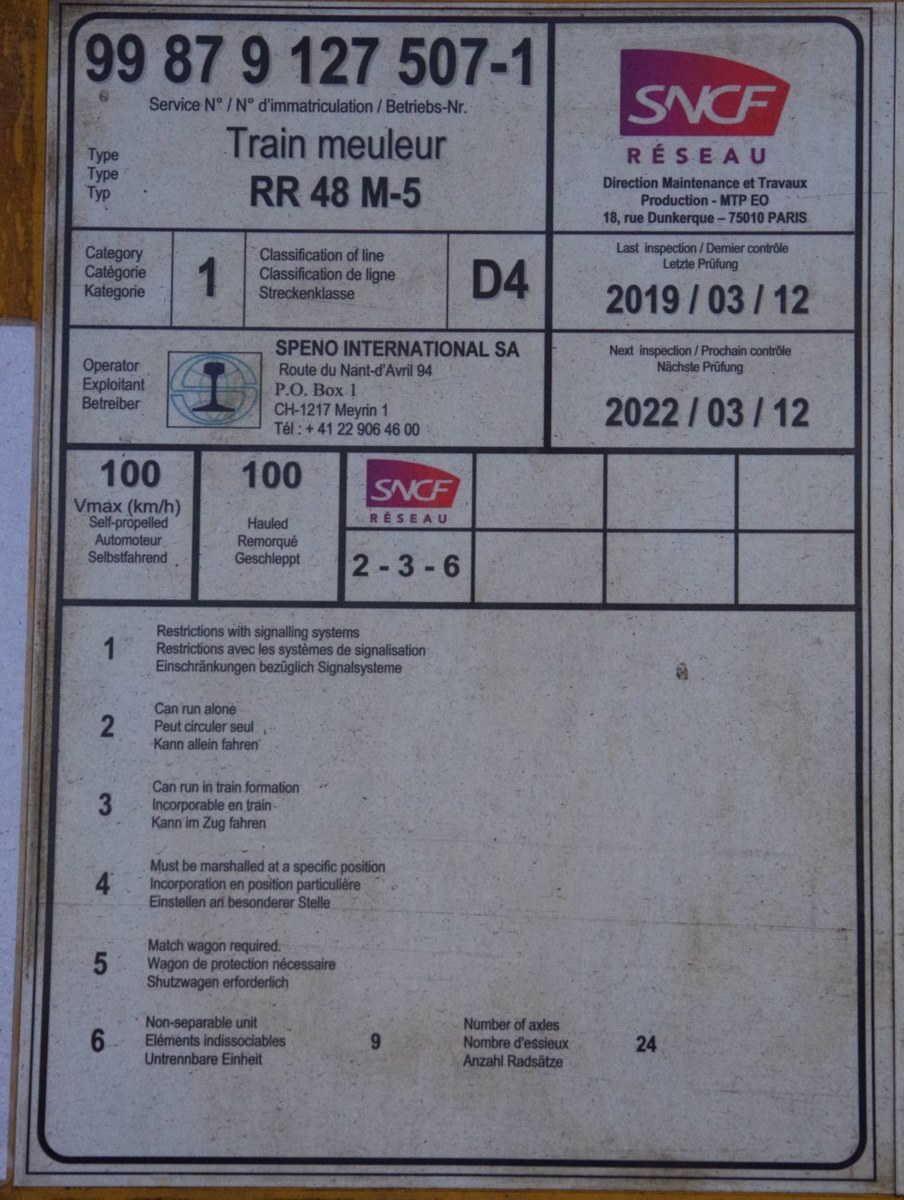 99 87 9 127 507-1
Service N° / N° d'immatriculation / Betriebs-Nr.
Type
Type
Typ
Train meuleur
RR 48 M-5
SNCF
RÉSEAU
Direction Maintenance et Travaux
Production - MTP EO
18, rue Dunkerque – 75010 PARIS
Category
Catégorie
Kategorie
1
Classification of line
Classification de ligne
Streckenklasse
D4
Last inspection / Dernier contrôle
Letzte Prüfung
2019 / 03 / 12
Operator
Exploitant
Betreiber
SPENO INTERNATIONAL SA
Route du Nant-d'Avril 94
P.O. Box 1
CH-1217 Meyrin 1
Tél : + 41 22 906 46 00
Next inspection / Prochain contrôle
Nächste Prüfung
2022 / 03 / 12
100
Vmax (km/h)
Self-propelled
Automoteur
Selbstfahrend
100
Hauled
Remorqué
Geschleppt
SNCF
RÉSEAU
2 - 3 - 6
1
Restrictions with signalling systems
Restrictions avec les systèmes de signalisation
Einschränkungen bezüglich Signalsysteme
2
Can run alone
Peut circuler seul
Kann allein fahren
3
Can run in train formation
Incorporable en train
Kann im Zug fahren
4
Must be marshalled at a specific position
Incorporation en position particulière
Einstellen an besonderer Stelle
5
Match wagon required.
Wagon de protection nécessaire
Shutzwagen erforderlich
6
Non-separable unit
Eléments indissociables
Untrennbare Einheit
9
Number of axles
Nombre d'essieux
Anzahl Radsätze
24